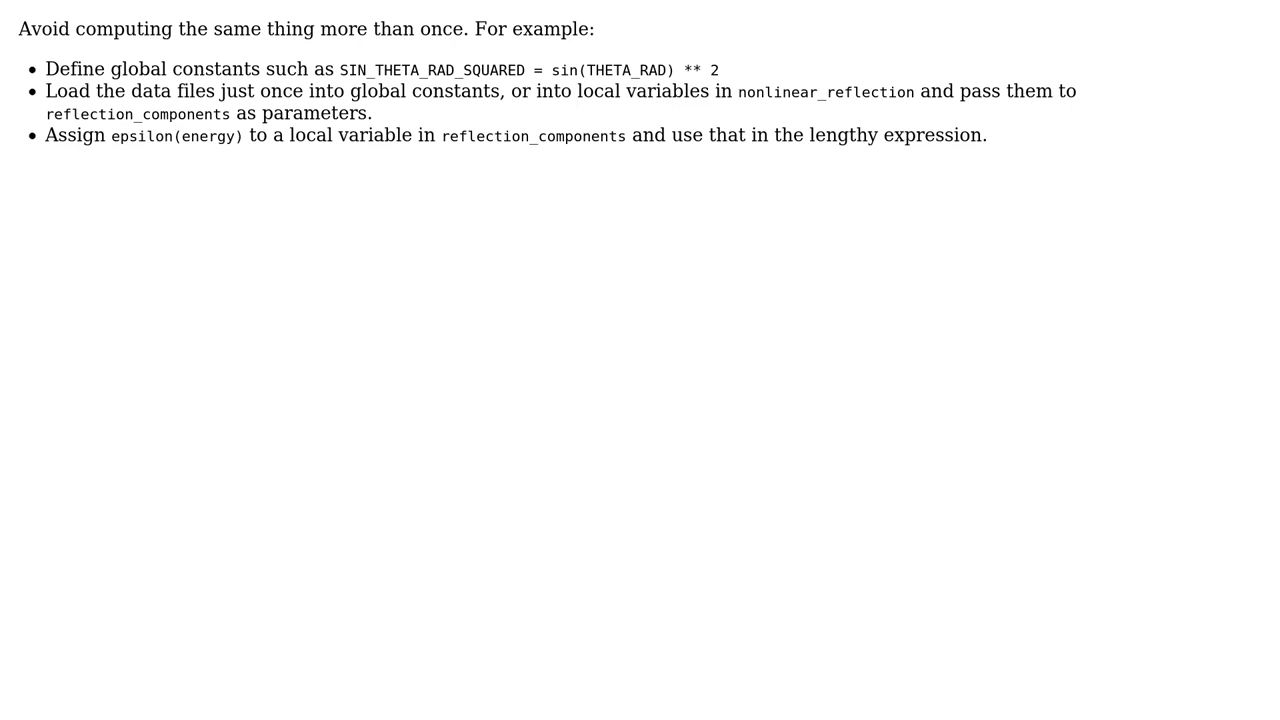 Avoid computing the same thing more than once. For example:
• Define global constants such as SIN_THETA_RAD_SQUARED = sin(THETA_RAD) ** 2
• Load the data files just once into global constants, or into local variables in nonlinear_reflection and pass them to
reflection_components as parameters.
• Assign epsilon(energy) to a local variable in reflection_components and use that in the lengthy expression.